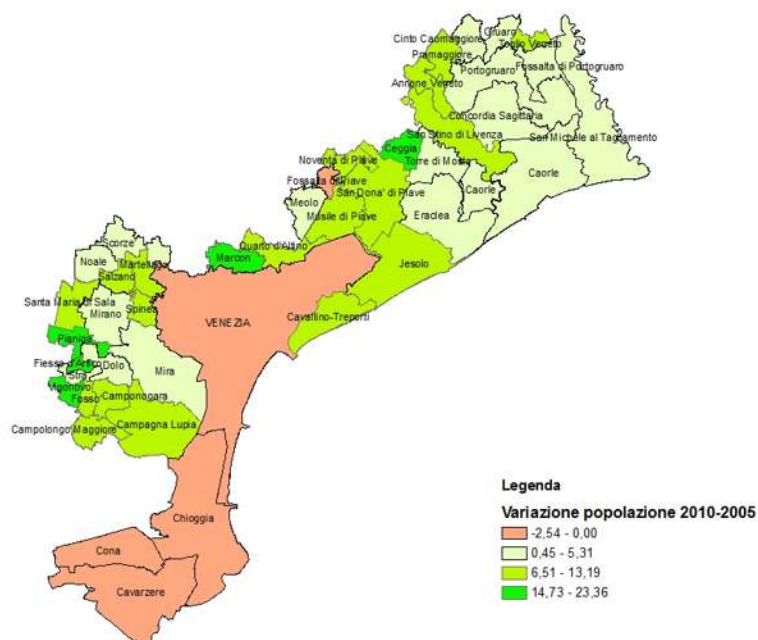 Gruaro
Cinto Caomaggiore
Teglio Veneto
Pramaggiore
Portogruaro
Fossalta di Portogruaro
Annone Veneto
Concordia Sagittaria
San Stino di Livenza
San Michele al Tagliamento
Ceggia
Noventa di Piave
Torre di Mosto
Caorle
Fossalta di Piave
San Dona' di Piave
Caorle
Meolo
Musile di Piave
Eraclea
Scorze
Quarto d'Altino
Noale
Martellago
Marcon
Jesolo
Salzano
Santa Maria di Sala
Mirano
Spinea
Cavallino-Treporti
VENEZIA
Pianiga
Fiesso d'Artico
Dolo
Mira
Stra
Vigonovo
Fosso'
Camponogara
Campolongo Maggiore
Campagna Lupia
Chioggia
Cona
Cavarzere
Legenda
Variazione popolazione 2010-2005
-2,54 - 0,00
0,45 - 5,31
6,51 - 13,19
14,73 - 23,36